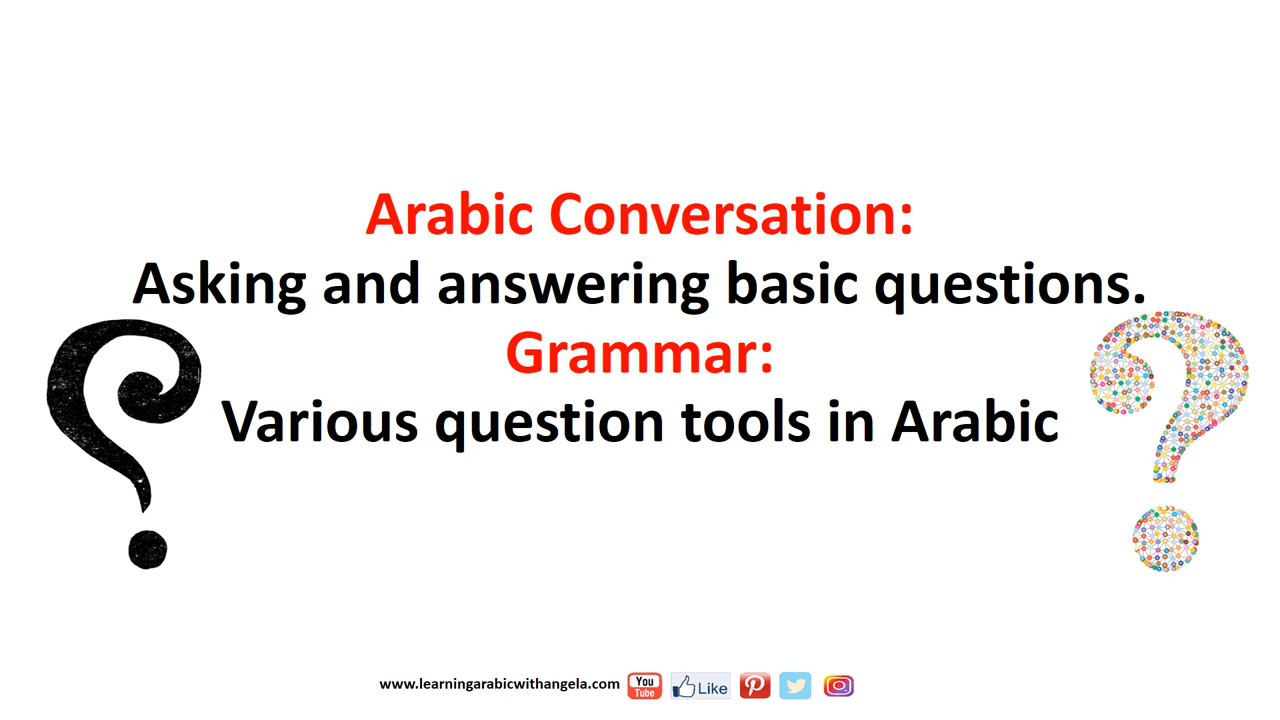 Arabic Conversation:
Asking and answering basic questions.
Grammar:
Various question tools in Arabic
www.learningarabicwithangela.com You Tube Like